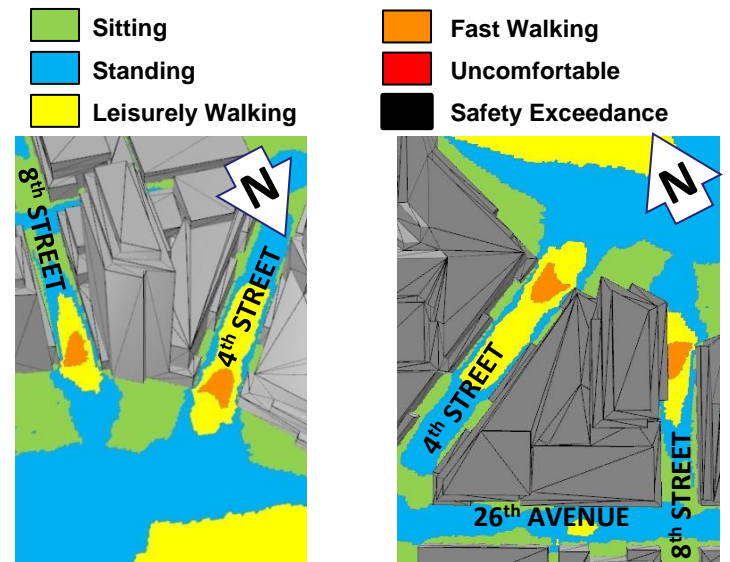 Sitting
Standing
Leisurely Walking
Fast Walking
Uncomfortable
Safety Exceedance
8th STREET
4th STREET
N
N
4th STREET
26th AVENUE
8th STREET